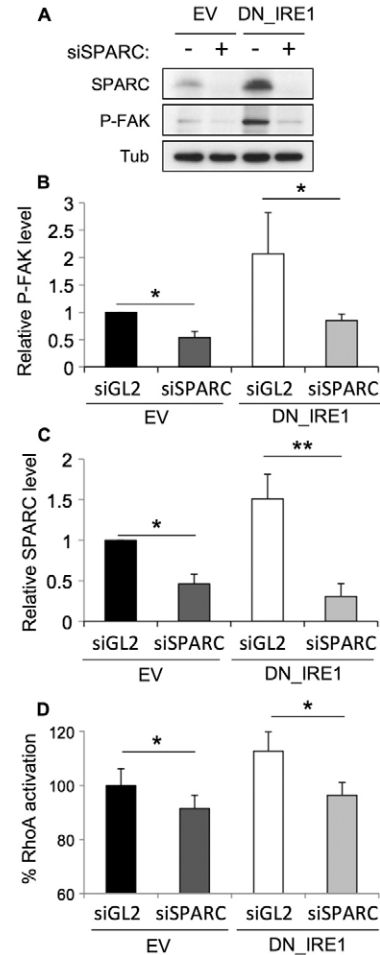 A
EV DN_IRE1
siSPARC: - + - +
SPARC
P-FAK
Tub
B
Relative P-FAK level
3
2.5
2
1.5
1
0.5
0
*
*
siGL2 siSPARC siGL2 siSPARC
EV DN_IRE1
C
Relative SPARC level
2
1.5
1
0.5
0
*
**
siGL2 siSPARC siGL2 siSPARC
EV DN_IRE1
D
% RhoA activation
120
100
80
60
*
*
siGL2 siSPARC siGL2 siSPARC
EV DN_IRE1